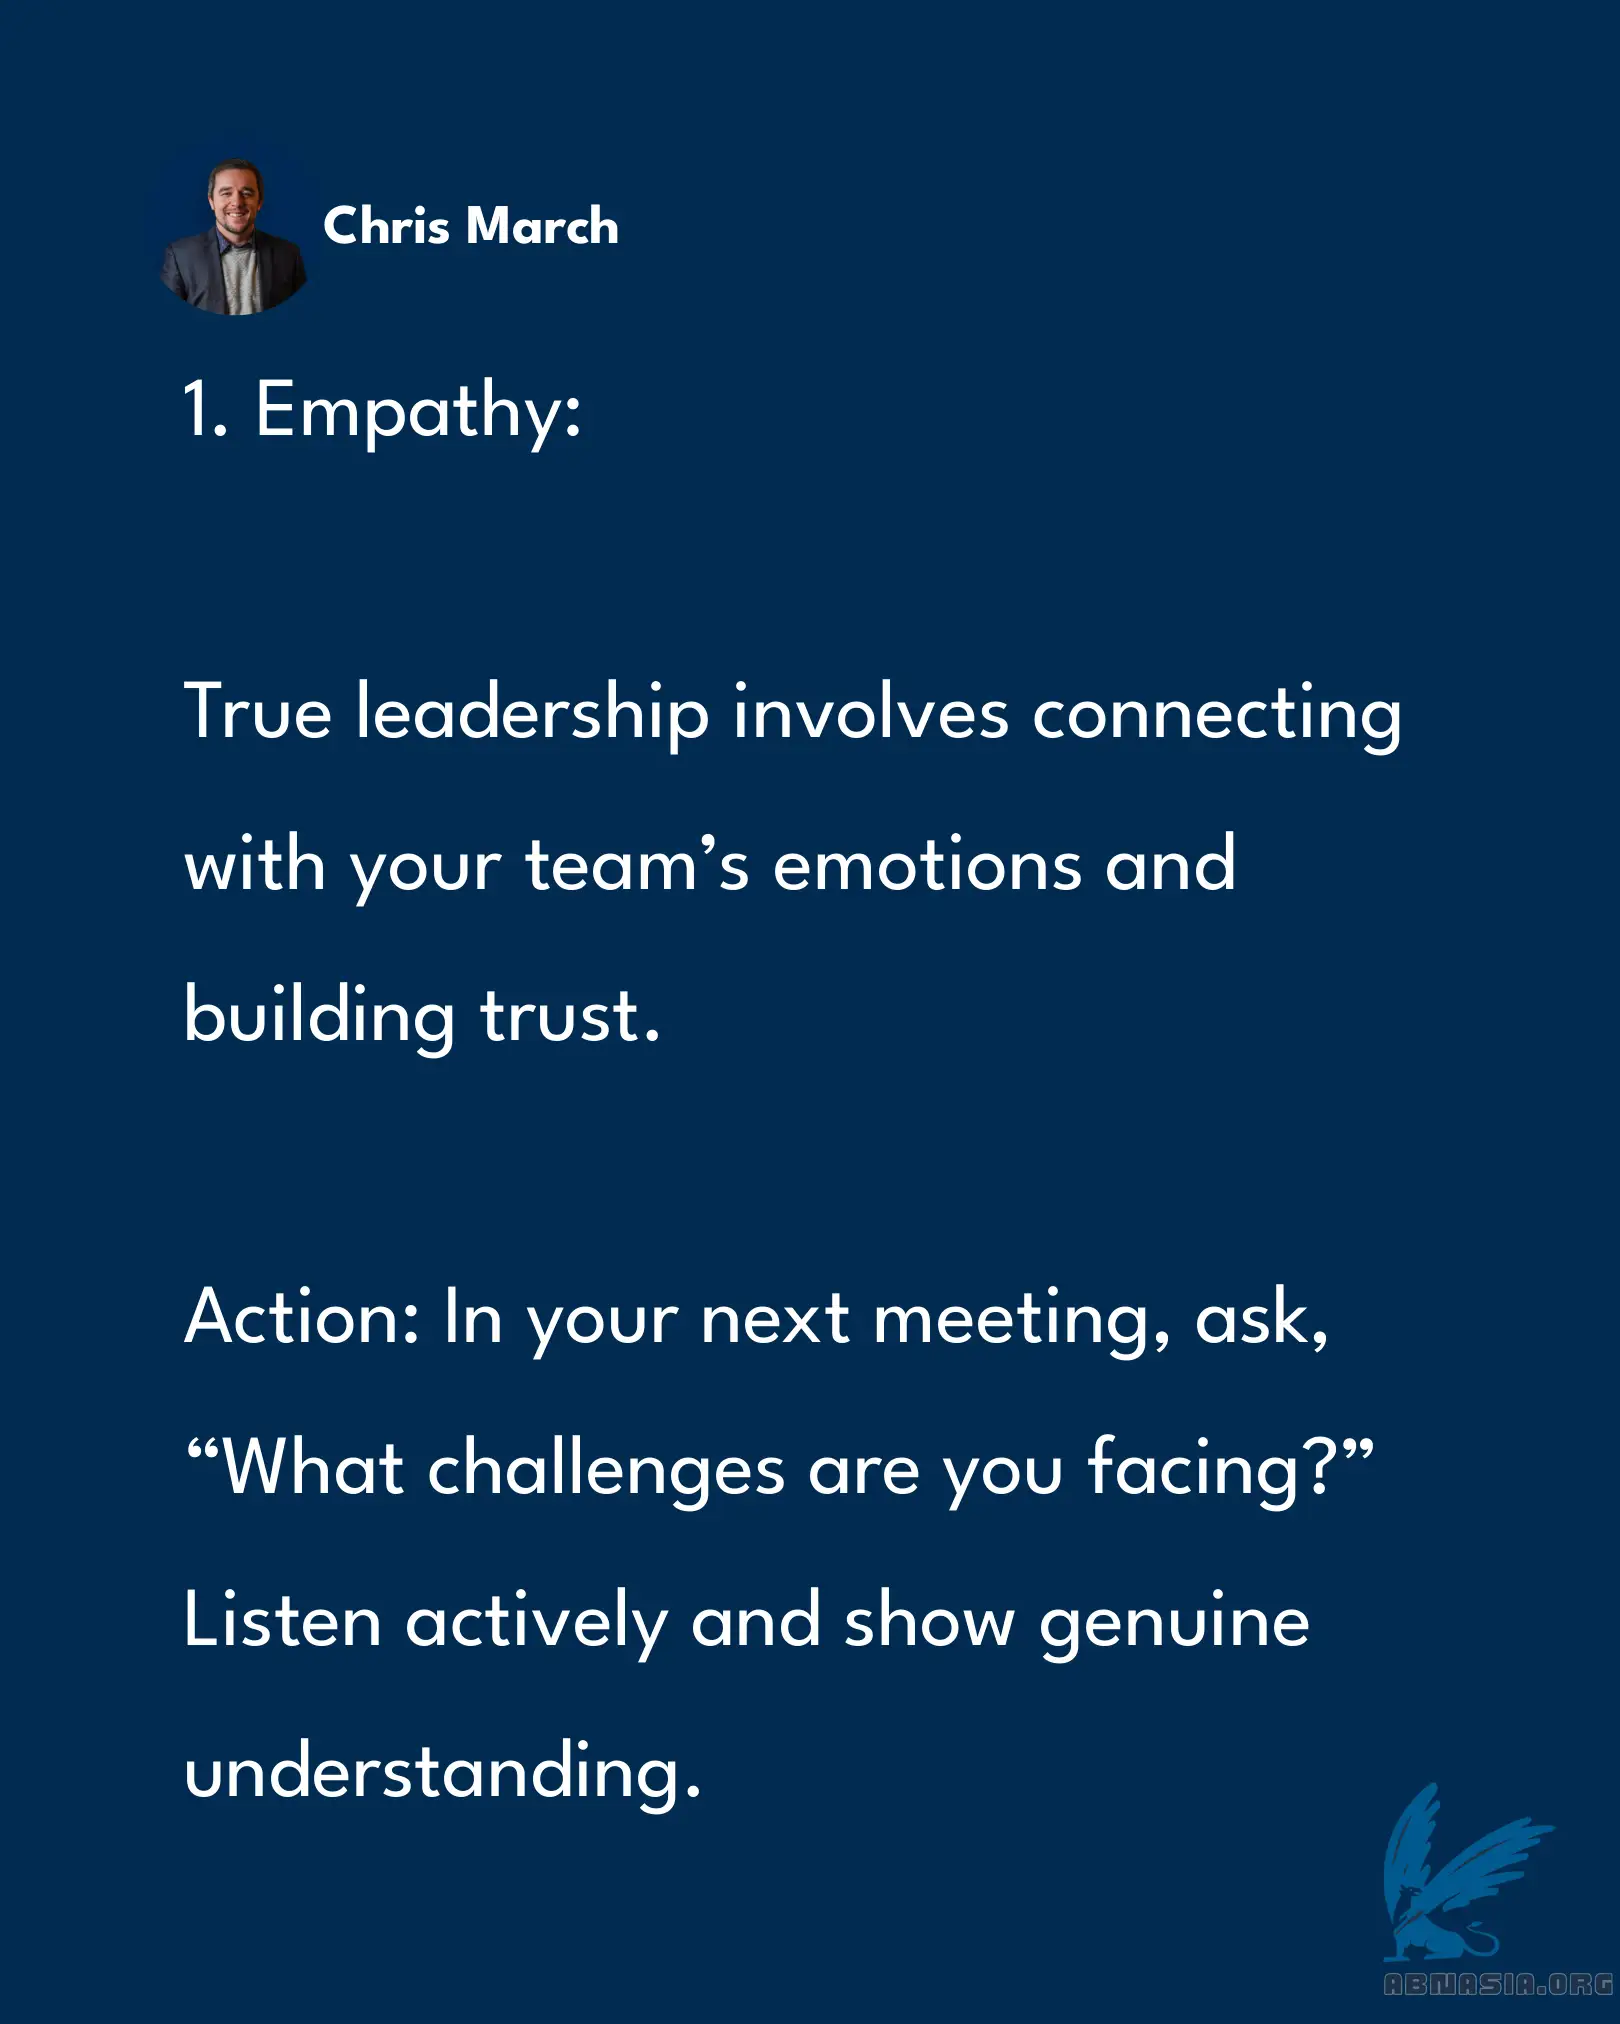 Chris March
1. Empathy:
True leadership involves connecting
with your team’s emotions and
building trust.
Action: In your next meeting, ask,
“What challenges are you facing?”
Listen actively and show genuine
understanding.
ABNASIA.ORG